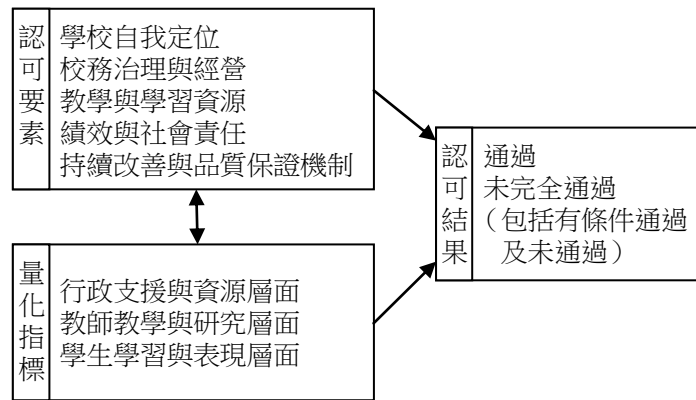 認可要素
學校自我定位
校務治理與經營
教學與學習資源
績效與社會責任
持續改善與品質保證機制
量化指標
行政支援與資源層面
教師教學與研究層面
學生學習與表現層面
認可結果
通過
未完全通過
（包括有條件通過
及未通過）